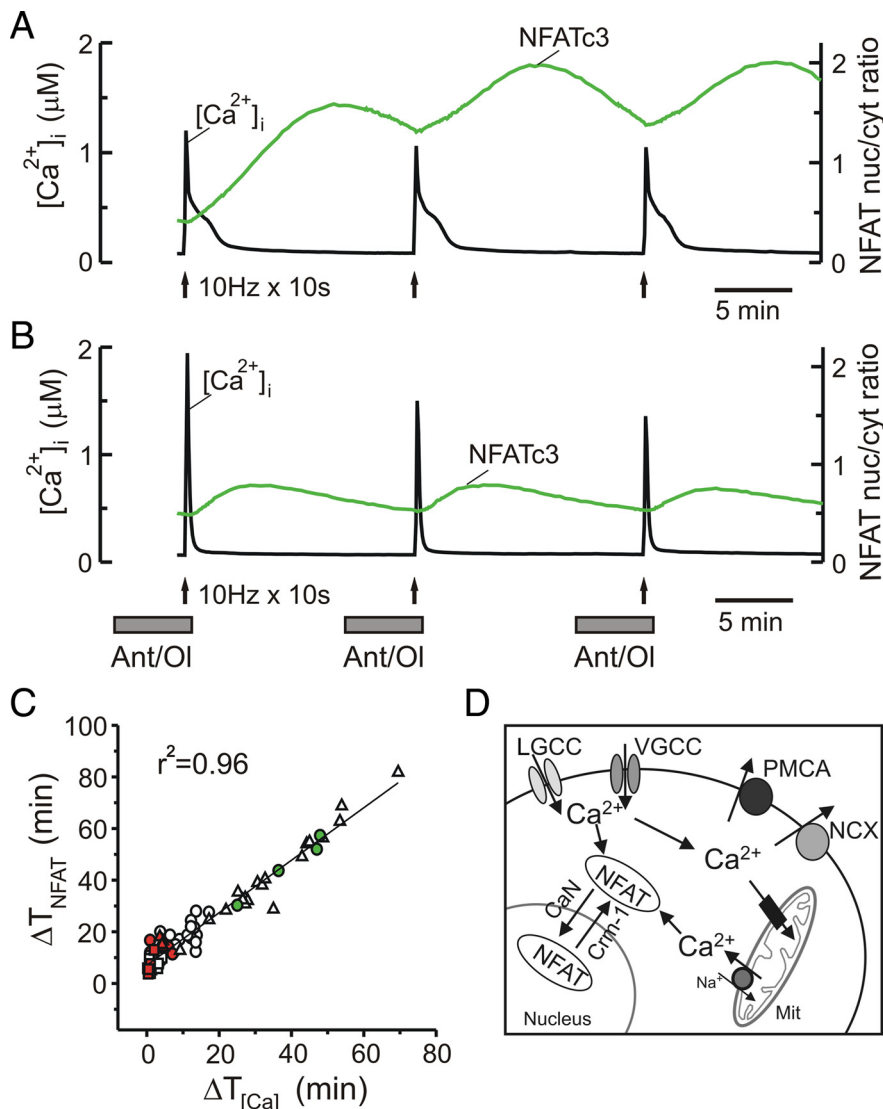 A
[Ca²⁺]ᵢ (µM)
2
1
0
NFATc3
[Ca²⁺]ᵢ
2
1
0
NFAT nuc/cyt ratio
10Hz x 10s
5 min
B
[Ca²⁺]ᵢ (µM)
2
1
0
[Ca²⁺]ᵢ
NFATc3
2
1
0
NFAT nuc/cyt ratio
10Hz x 10s
5 min
Ant/Ol
Ant/Ol
Ant/Ol
C
ΔT_NFAT (min)
100
80
60
40
20
0
r²=0.96
0 20 40 60 80
ΔT_[Ca] (min)
D
LGCC
VGCC
PMCA
Ca²⁺
NCX
Ca²⁺
NFAT
CaN
Crm-1
Ca²⁺
NFAT
Na⁺
Nucleus
Mit